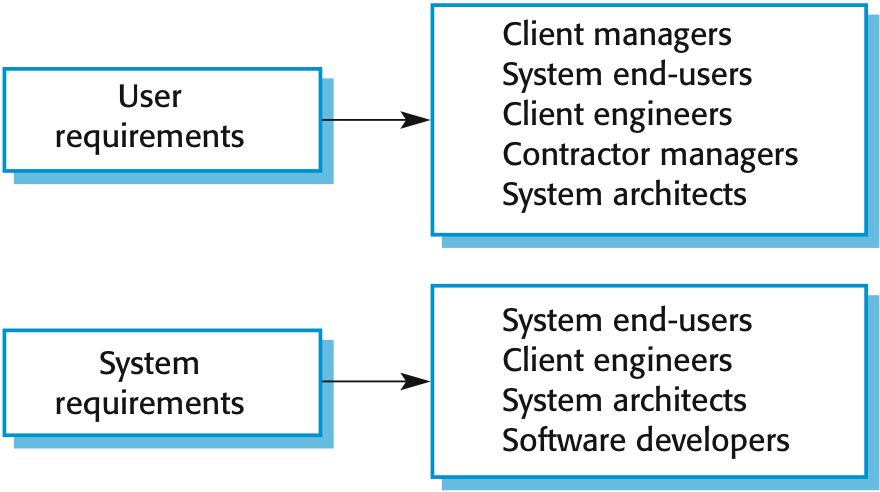 User
requirements
Client managers
System end-users
Client engineers
Contractor managers
System architects
System
requirements
System end-users
Client engineers
System architects
Software developers